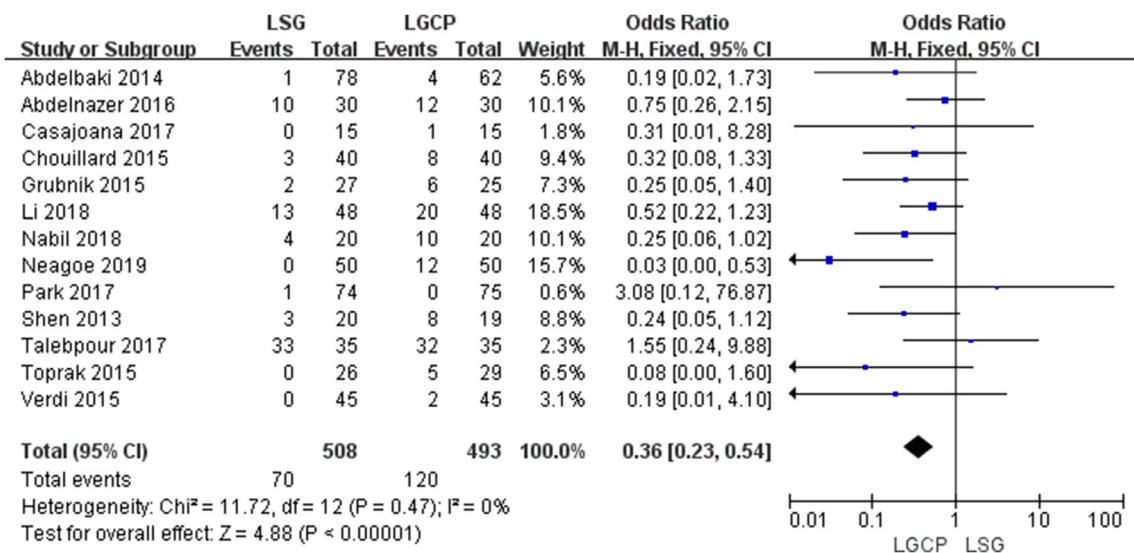 LSG LGCP Odds Ratio Odds Ratio
Study or Subgroup Events Total Events Total Weight M-H, Fixed, 95% CI M-H, Fixed, 95% CI
Abdelbaki 2014 1 78 4 62 5.6% 0.19 [0.02, 1.73]
Abdelnazer 2016 10 30 12 30 10.1% 0.75 [0.26, 2.15]
Casajoana 2017 0 15 1 15 1.8% 0.31 [0.01, 8.28]
Chouillard 2015 3 40 8 40 9.4% 0.32 [0.08, 1.33]
Grubnik 2015 2 27 6 25 7.3% 0.25 [0.05, 1.40]
Li 2018 13 48 20 48 18.5% 0.52 [0.22, 1.23]
Nabil 2018 4 20 10 20 10.1% 0.25 [0.06, 1.02]
Neagoe 2019 0 50 12 50 15.7% 0.03 [0.00, 0.53]
Park 2017 1 74 0 75 0.6% 3.08 [0.12, 76.87]
Shen 2013 3 20 8 19 8.8% 0.24 [0.05, 1.12]
Talebpour 2017 33 35 32 35 2.3% 1.55 [0.24, 9.88]
Toprak 2015 0 26 5 29 6.5% 0.08 [0.00, 1.60]
Verdi 2015 0 45 2 45 3.1% 0.19 [0.01, 4.10]
Total (95% CI) 508 493 100.0% 0.36 [0.23, 0.54]
Total events 70 120
Heterogeneity: Chi² = 11.72, df = 12 (P = 0.47); I² = 0%
Test for overall effect: Z = 4.88 (P < 0.00001)
0.01 0.1 1 10 100
LGCP LSG